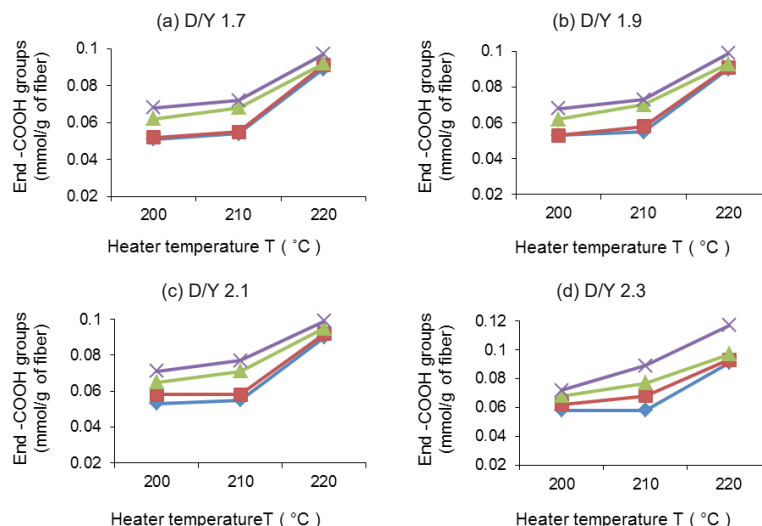 (a) D/Y 1.7
End -COOH groups
(mmol/g of fiber)
0.1
0.08
0.06
0.04
0.02
200 210 220
Heater temperature T ( °C )
(b) D/Y 1.9
End -COOH groups
(mmol/g of fiber)
0.1
0.08
0.06
0.04
0.02
200 210 220
Heater temperature T ( °C )
(c) D/Y 2.1
End -COOH groups
(mmol/g of fiber)
0.1
0.08
0.06
0.04
0.02
200 210 220
Heater temperatureT ( °C )
(d) D/Y 2.3
End -COOH groups
(mmol/g of fiber)
0.12
0.1
0.08
0.06
0.04
0.02
200 210 220
Heater temperature T ( °C )